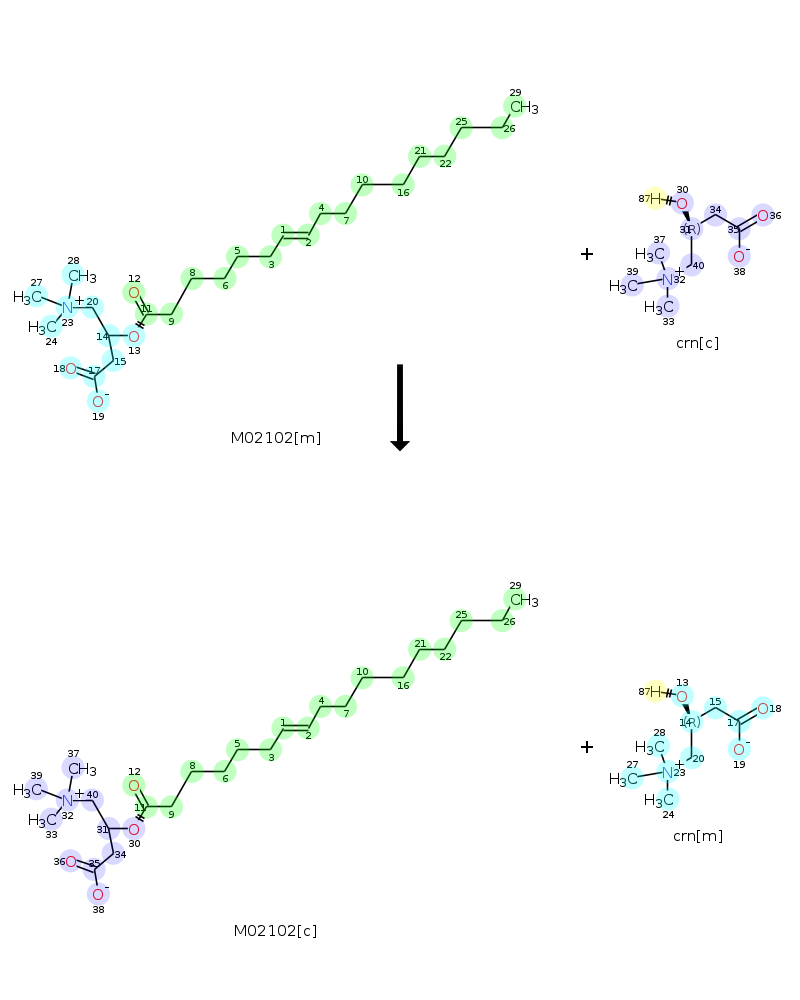 29
CH3
25
26
21
22
10
16
4
7
1
2
5
3
8
6
28
CH3
12
O
11
9
27
H3C
N+
20
23
H3C
24
14
O
13
15
18
O
17
O-
19
M02102[m]
+
30
87
H
O
34
36
O
31
(R)
35
37
H3C
O-
38
40
39
H3C
N+
32
H3C
33
crn[c]
29
CH3
25
26
21
22
10
16
4
7
1
2
5
3
8
6
37
CH3
12
O
11
9
39
H3C
N+
40
32
H3C
33
31
O
30
34
36
O
35
O-
38
M02102[c]
+
13
87
H
O
15
18
O
14
(R)
17
28
H3C
O-
19
20
27
H3C
N+
23
H3C
24
crn[m]